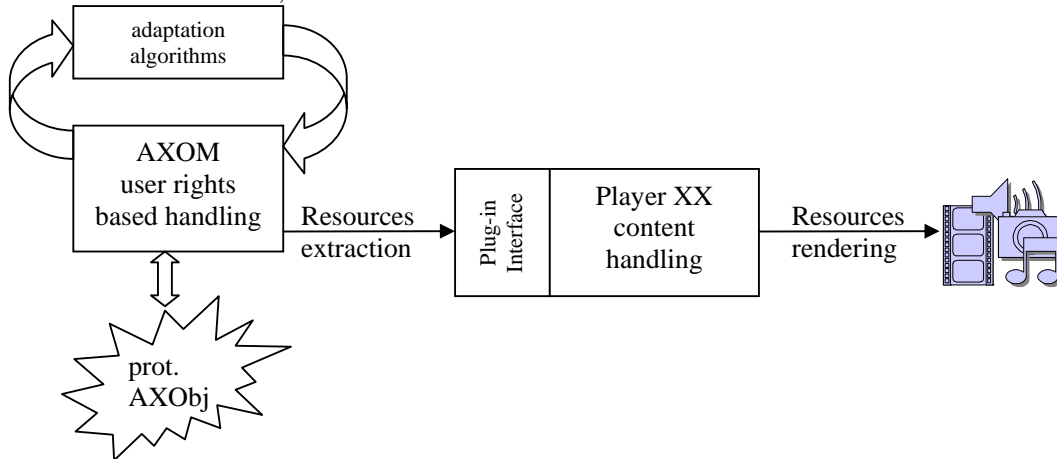 adaptation
algorithms
AXOM
user rights
based handling
Resources
extraction
Plug-in
Interface
Player XX
content
handling
Resources
rendering
prot.
AXObj